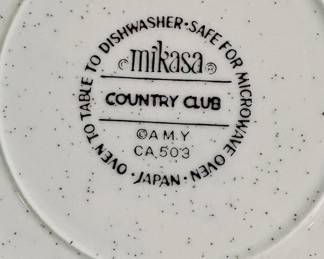 OVEN TO TABLE TO DISHWASHER·SAFE FOR MICROWAVE OVEN · JAPAN ·
mikasa
COUNTRY CLUB
©A M.Y
CA 503